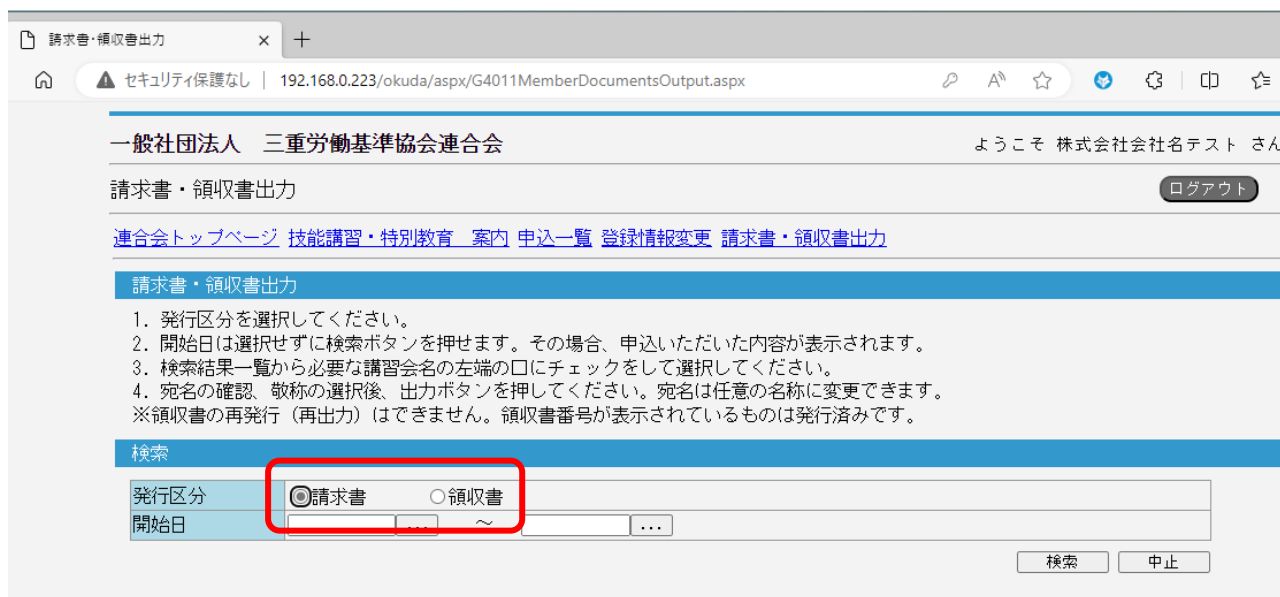 請求書・領収書出力
セキュリティ保護なし | 192.168.0.223/okuda/aspx/G4011MemberDocumentsOutput.aspx
一般社団法人　三重労働基準協会連合会 ようこそ 株式会社会社名テスト さん
請求書・領収書出力 ログアウト
連合会トップページ 技能講習・特別教育　案内 申込一覧 登録情報変更 請求書・領収書出力
請求書・領収書出力
1. 発行区分を選択してください。
2. 開始日は選択せずに検索ボタンを押せます。その場合、申込いただいた内容が表示されます。
3. 検索結果一覧から必要な講習会名の左端の口にチェックをして選択してください。
4. 宛名の確認、敬称の選択後、出力ボタンを押してください。宛名は任意の名称に変更できます。
※領収書の再発行（再出力）はできません。領収書番号が表示されているものは発行済みです。
検索
発行区分 請求書 領収書
開始日 ... ～ ...
検索 中止